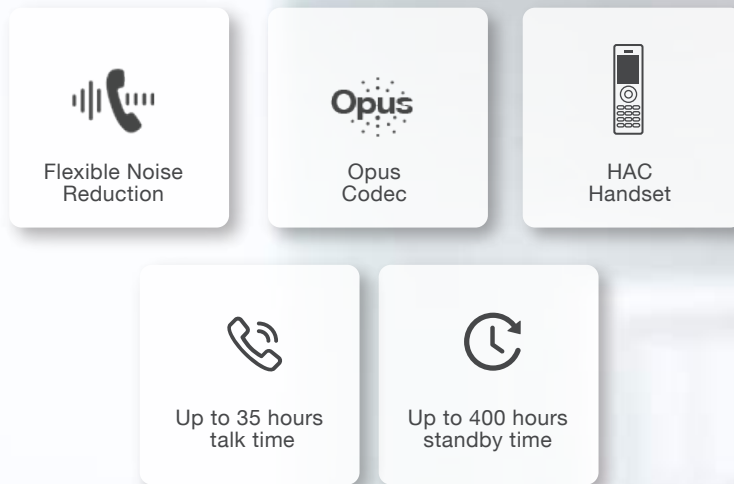 Flexible Noise
Reduction
Opus
Opus
Codec
HAC
Handset
Up to 35 hours
talk time
Up to 400 hours
standby time